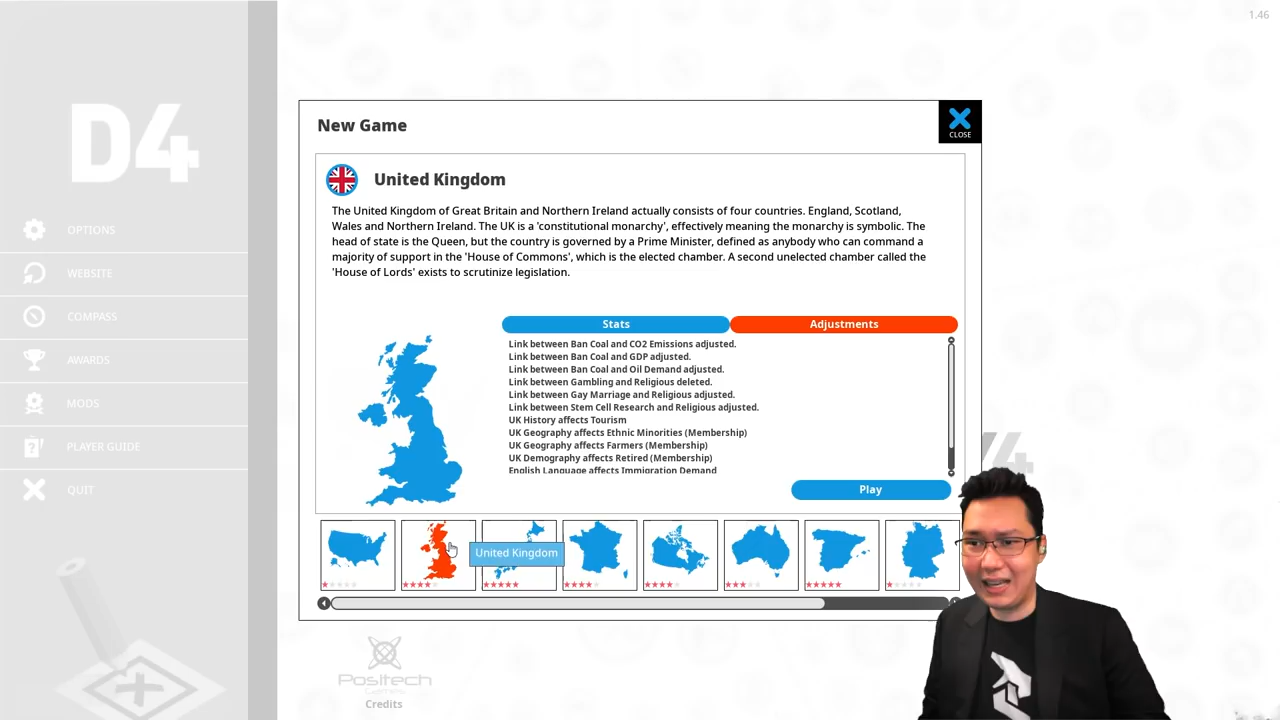 1.46
D4
OPTIONS
WEBSITE
COMPASS
AWARDS
MODS
PLAYER GUIDE
QUIT
New Game
CLOSE
United Kingdom
The United Kingdom of Great Britain and Northern Ireland actually consists of four countries. England, Scotland,
Wales and Northern Ireland. The UK is a 'constitutional monarchy', effectively meaning the monarchy is symbolic. The
head of state is the Queen, but the country is governed by a Prime Minister, defined as anybody who can command a
majority of support in the 'House of Commons', which is the elected chamber. A second unelected chamber called the
'House of Lords' exists to scrutinize legislation.
Stats
Adjustments
Link between Ban Coal and CO2 Emissions adjusted.
Link between Ban Coal and GDP adjusted.
Link between Ban Coal and Oil Demand adjusted.
Link between Gambling and Religious deleted.
Link between Gay Marriage and Religious adjusted.
Link between Stem Cell Research and Religious adjusted.
UK History affects Tourism
UK Geography affects Ethnic Minorities (Membership)
UK Geography affects Farmers (Membership)
UK Demography affects Retired (Membership)
English Language affects Immigration Demand
Play
United Kingdom
Positech
Games
Credits